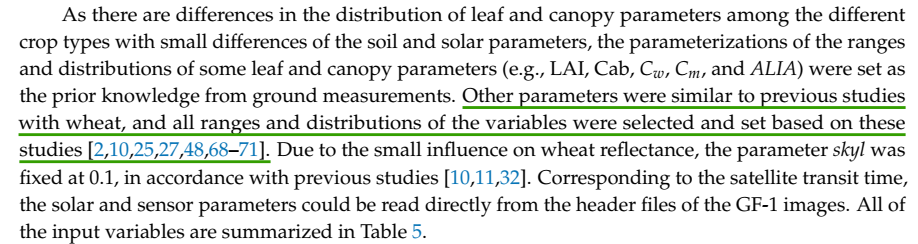 As there are differences in the distribution of leaf and canopy parameters among the different
crop types with small differences of the soil and solar parameters, the parameterizations of the ranges
and distributions of some leaf and canopy parameters (e.g., LAI, Cab, Cw, Cm, and ALIA) were set as
the prior knowledge from ground measurements. Other parameters were similar to previous studies
with wheat, and all ranges and distributions of the variables were selected and set based on these
studies [2,10,25,27,48,68–71]. Due to the small influence on wheat reflectance, the parameter skyl was
fixed at 0.1, in accordance with previous studies [10,11,32]. Corresponding to the satellite transit time,
the solar and sensor parameters could be read directly from the header files of the GF-1 images. All of
the input variables are summarized in Table 5.